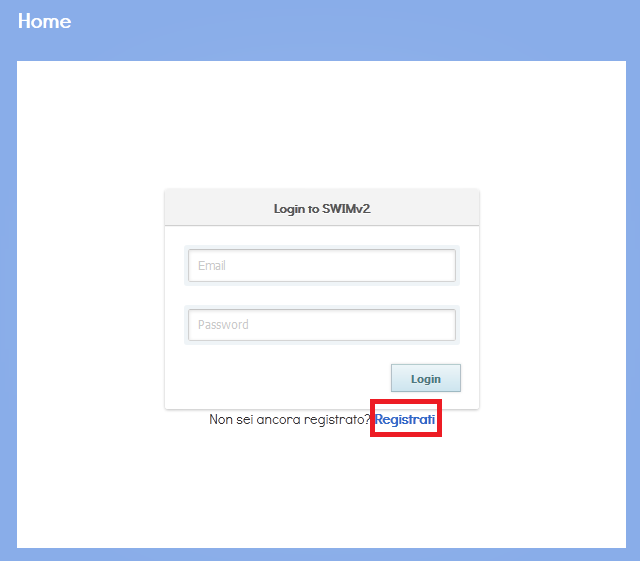 Home
Login to SWIMv2
Email
Password
Login
Non sei ancora registrato? Registrati